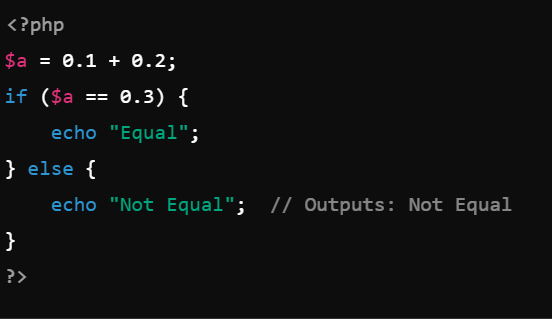 <?php
$a = 0.1 + 0.2;
if ($a == 0.3) {
    echo "Equal";
} else {
    echo "Not Equal";  // Outputs: Not Equal
}
?>